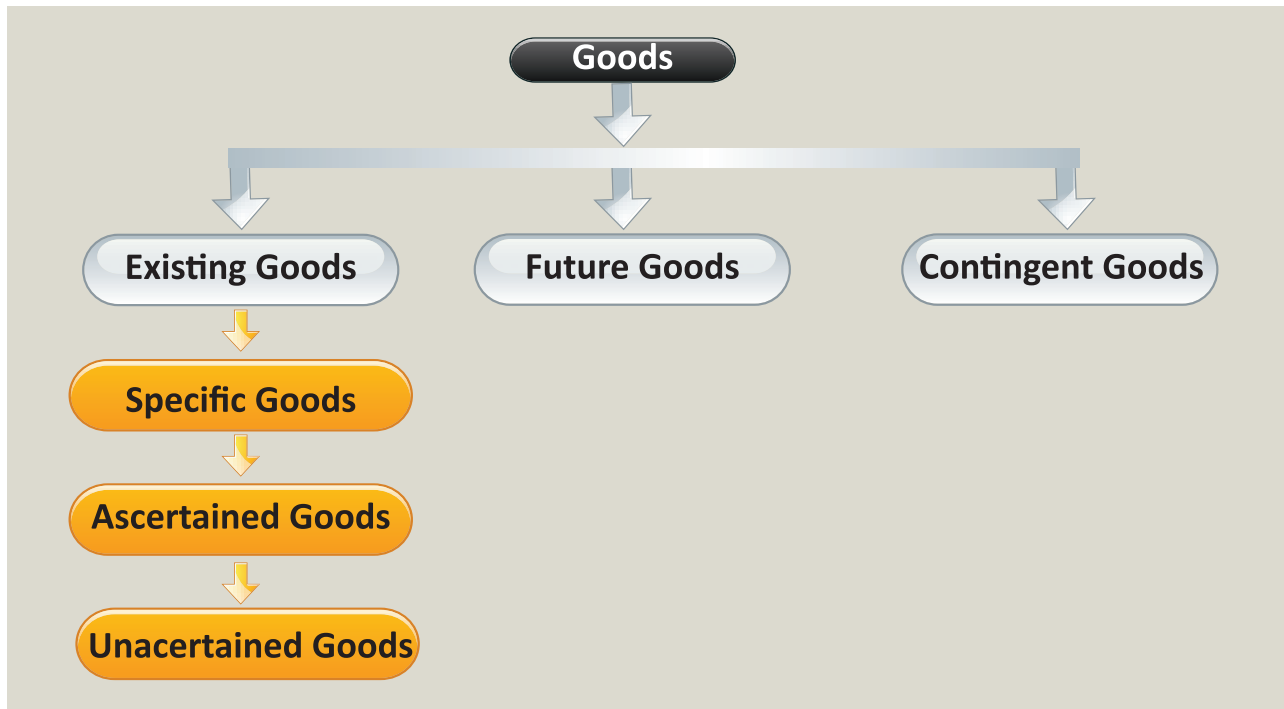 Goods
Existing Goods
Future Goods
Contingent Goods
Specific Goods
Ascertained Goods
Unacertained Goods